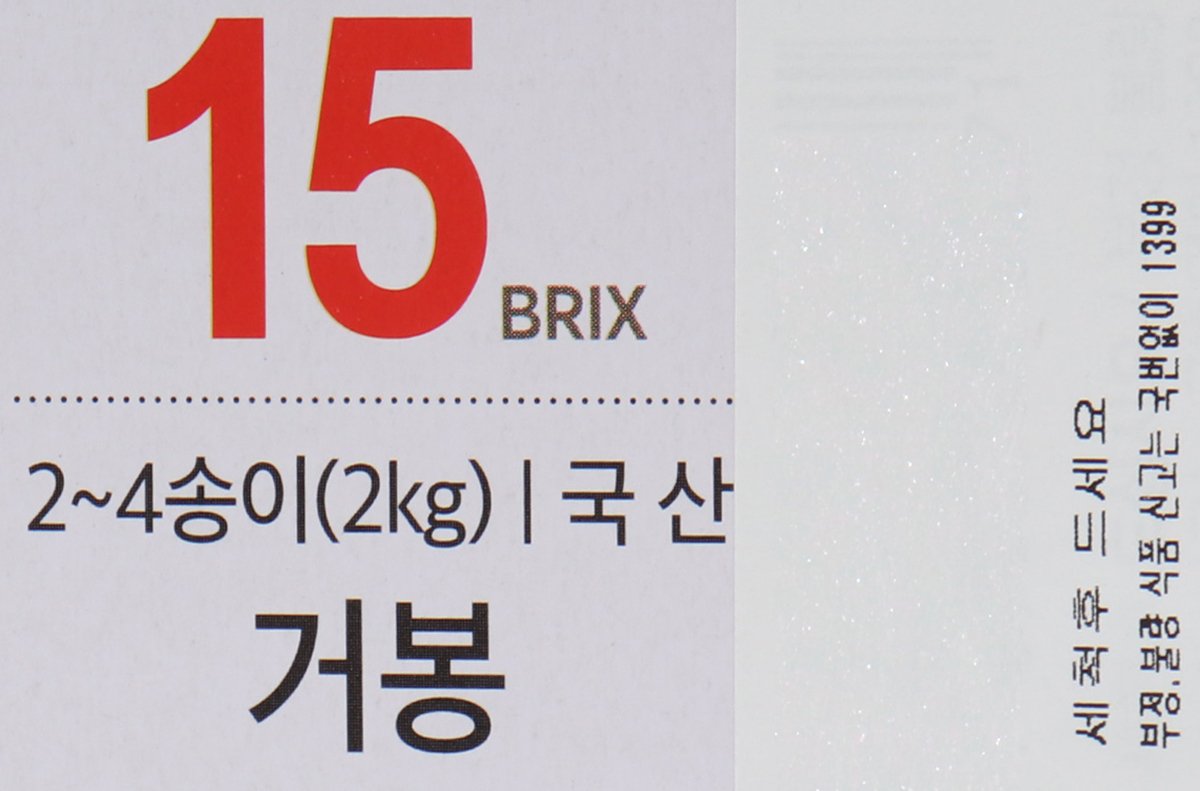 15 BRIX
2~4송이(2kg) | 국 산
거봉
세척후 드세요
부정.불량 식품 신고는 국번없이 1399